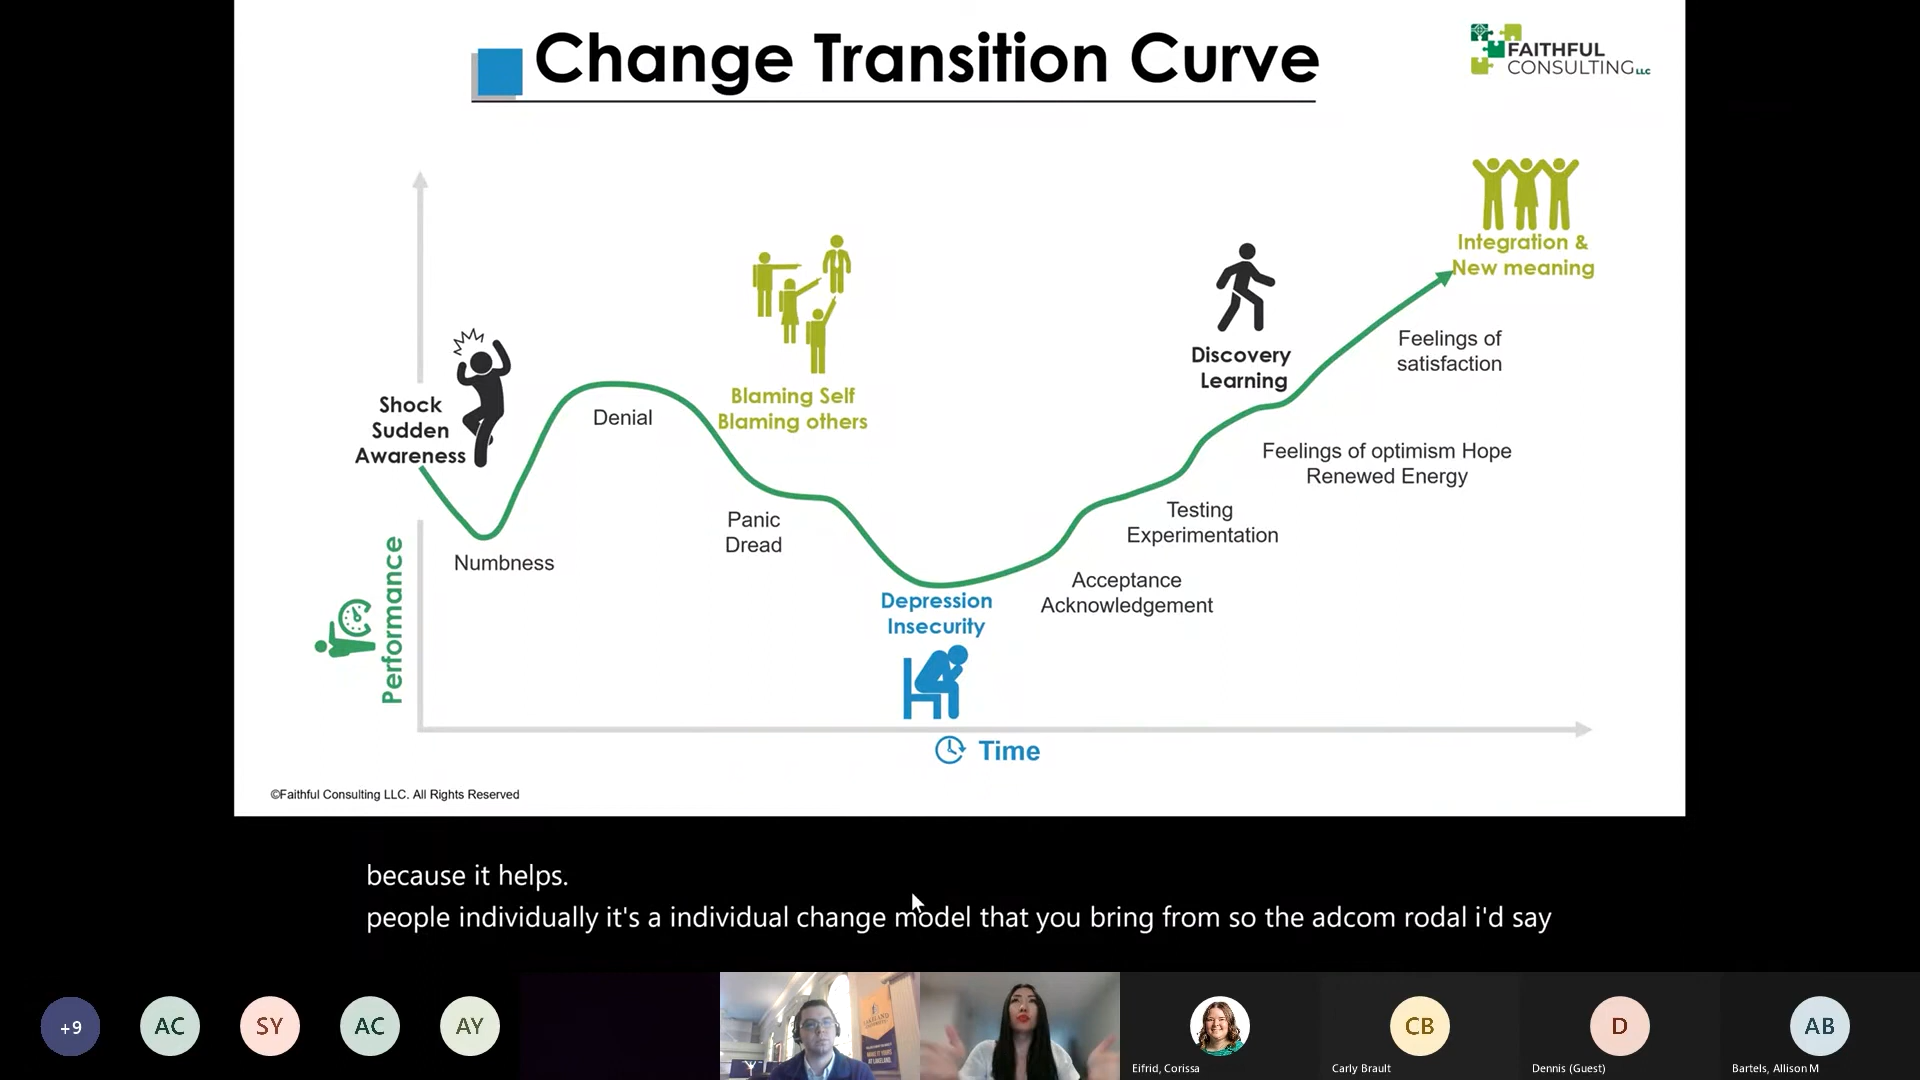 Change Transition Curve
FAITHFUL
CONSULTING LLC
Integration &
New meaning
Feelings of
satisfaction
Discovery
Learning
Blaming Self
Blaming others
Shock
Sudden
Awareness
Denial
Feelings of optimism Hope
Renewed Energy
Testing
Experimentation
Panic
Dread
Numbness
Acceptance
Acknowledgement
Depression
Insecurity
Performance
Time
©Faithful Consulting LLC. All Rights Reserved
because it helps.
people individually it's a individual change model that you bring from so the adcom rodal i'd say
+9
AC
SY
AC
AY
CB
D
AB
Eifrid, Corissa
Carly Brault
Dennis (Guest)
Bartels, Allison M